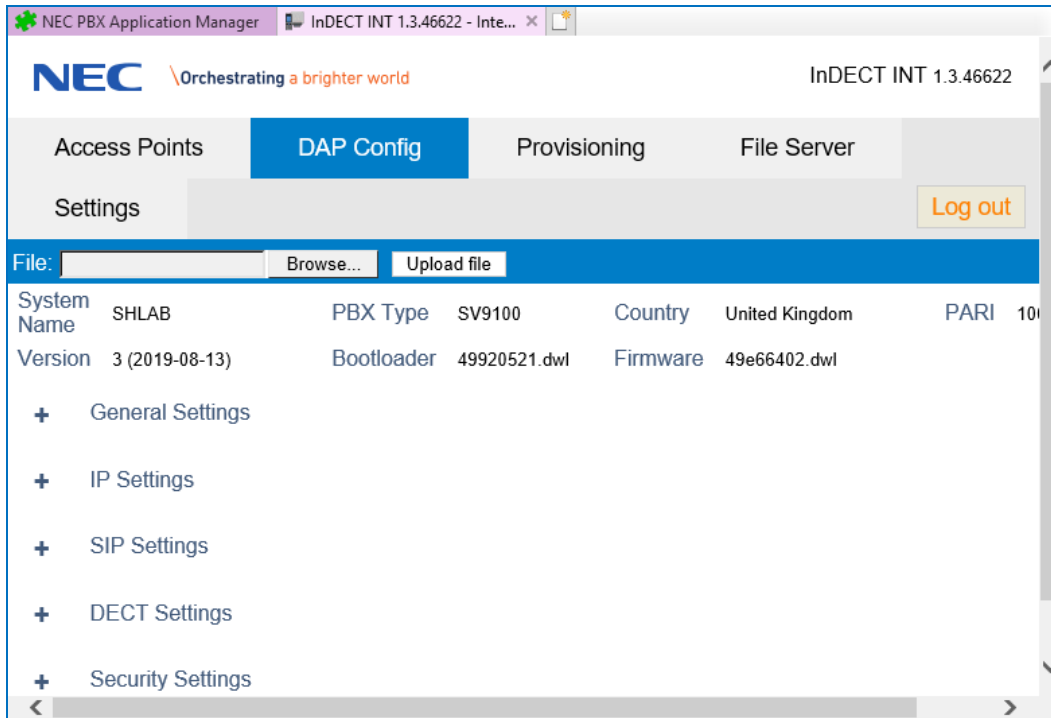 NEC PBX Application Manager InDECT INT 1.3.46622 - Inte...
NEC \Orchestrating a brighter world InDECT INT 1.3.46622
Access Points DAP Config Provisioning File Server
Settings Log out
File: Browse... Upload file
System Name SHLAB PBX Type SV9100 Country United Kingdom PARI
Version 3 (2019-08-13) Bootloader 49920521.dwl Firmware 49e66402.dwl
+ General Settings
+ IP Settings
+ SIP Settings
+ DECT Settings
+ Security Settings